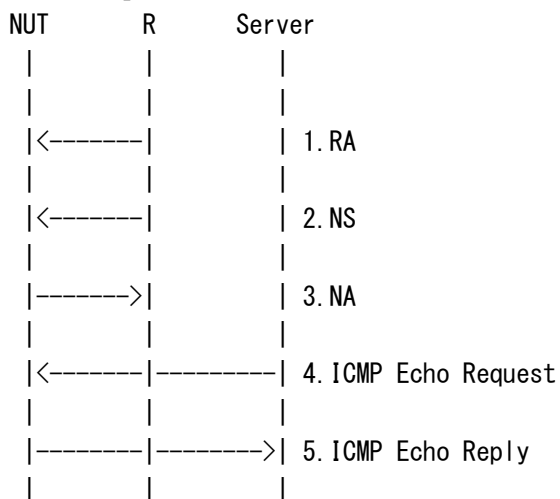 NUT R Server
| | |
| | |
|<-------| | 1.RA
| | |
|<-------| | 2.NS
| | |
|------->| | 3.NA
| | |
|<-------|---------| 4.ICMP Echo Request
| | |
|--------|-------->| 5.ICMP Echo Reply
| | |